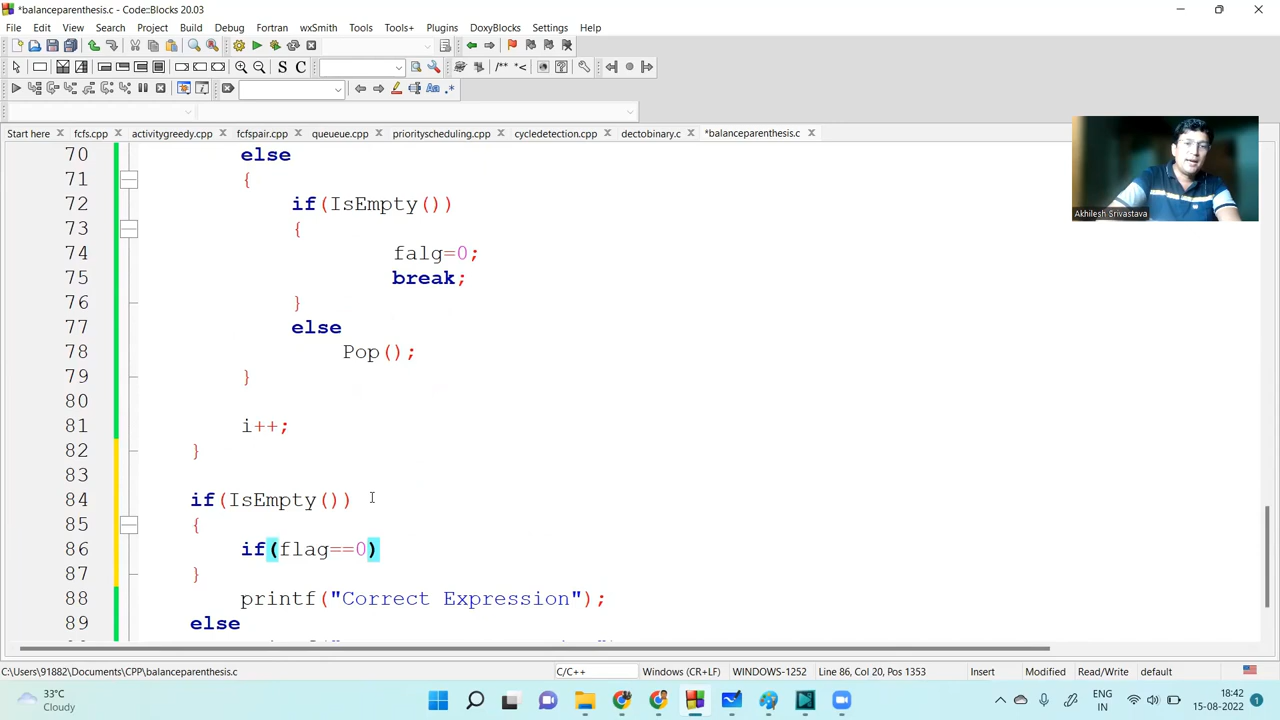 *balanceparenthesis.c - Code::Blocks 20.03
File Edit View Search Project Build Debug Fortran wxSmith Tools Tools+ Plugins DoxyBlocks Settings Help
S C
/** *<
Aa .*
Start here fcfs.cpp activitygreedy.cpp fcfspair.cpp queueue.cpp priorityscheduling.cpp cycledetection.cpp dectobinary.c *balanceparenthesis.c
70 else
71 {
72 if(IsEmpty())
73 {
74 falg=0;
75 break;
76 }
77 else
78 Pop();
79 }
80
81 i++;
82 }
83
84 if(IsEmpty())
85 {
86 if(flag==0)
87 }
88 printf("Correct Expression");
89 else
Akhilesh Srivastava
C:\Users\91882\Documents\CPP\balanceparenthesis.c C/C++ Windows (CR+LF) WINDOWS-1252 Line 86, Col 20, Pos 1353 Insert Modified Read/Write default
33°C
Cloudy
ENG
IN
18:42
15-08-2022
1